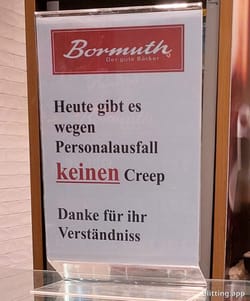 Bormuth
Der gute Bäcker
Heute gibt es
wegen
Personalausfall
keinen Creep
Danke für ihr
Verständniss